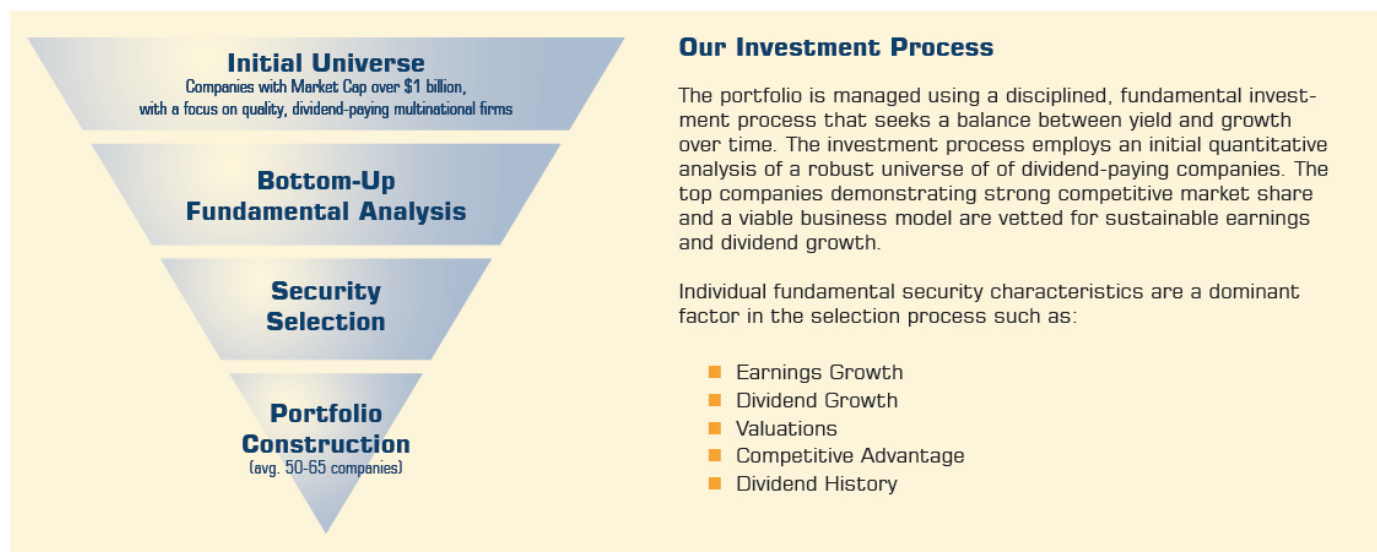 Initial Universe
Companies with Market Cap over $1 billion,
with a focus on quality, dividend-paying multinational firms
Bottom-Up
Fundamental Analysis
Security
Selection
Portfolio
Construction
(avg. 50-65 companies)
Our Investment Process
The portfolio is managed using a disciplined, fundamental invest-
ment process that seeks a balance between yield and growth
over time. The investment process employs an initial quantitative
analysis of a robust universe of of dividend-paying companies. The
top companies demonstrating strong competitive market share
and a viable business model are vetted for sustainable earnings
and dividend growth.
Individual fundamental security characteristics are a dominant
factor in the selection process such as:
Earnings Growth
Dividend Growth
Valuations
Competitive Advantage
Dividend History